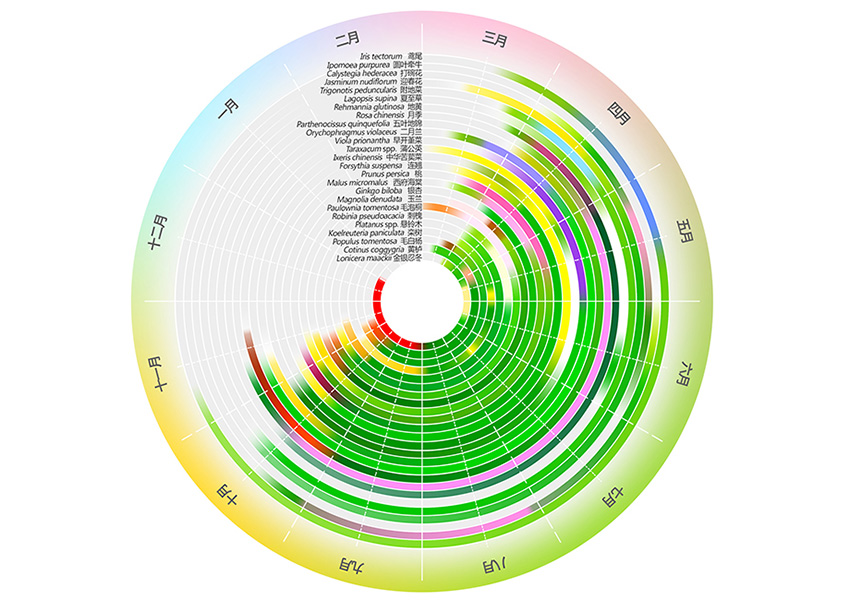 二月
三月
一月
四月
十二月
五月
十一月
六月
十月
七月
九月
八月
Iris tectorum 鸢尾
Ipomoea purpurea 圆叶牵牛
Calystegia hederacea 打碗花
Jasminum nudiflorum 迎春花
Trigonotis peduncularis 附地菜
Lagopsis supina 夏至草
Rehmannia glutinosa 地黄
Rosa chinensis 月季
Parthenocissus quinquefolia 五叶地锦
Orychophragmus violaceus 二月兰
Viola prionantha 早开堇菜
Taraxacum spp. 蒲公英
Ixeris chinensis 中华苦荬菜
Forsythia suspensa 连翘
Prunus persica 桃
Malus micromalus 西府海棠
Ginkgo biloba 银杏
Magnolia denudata 玉兰
Paulownia tomentosa 毛泡桐
Robinia pseudoacacia 刺槐
Platanus spp. 悬铃木
Koelreuteria paniculata 栾树
Populus tomentosa 毛白杨
Cotinus coggygria 黄栌
Lonicera maackii 金银忍冬